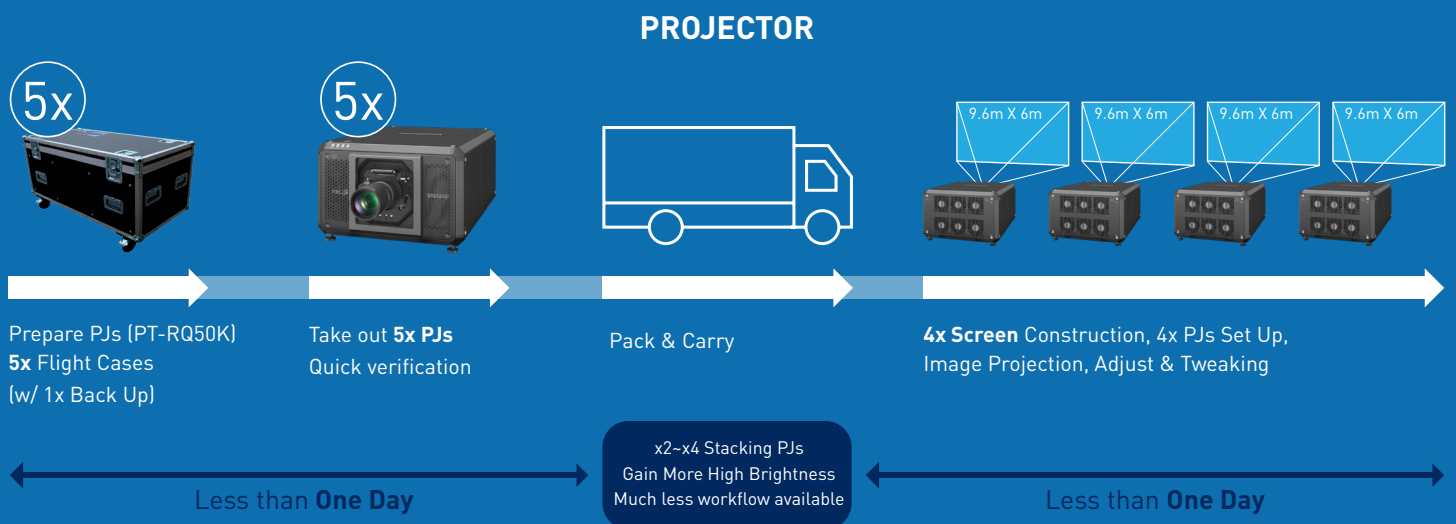 PROJECTOR
5x
5x
9.6m X 6m
9.6m X 6m
9.6m X 6m
9.6m X 6m
Prepare PJs (PT-RQ50K)
5x Flight Cases
(w/ 1x Back Up)
Take out 5x PJs
Quick verification
Pack & Carry
4x Screen Construction, 4x PJs Set Up,
Image Projection, Adjust & Tweaking
x2~x4 Stacking PJs
Gain More High Brightness
Much less workflow available
Less than One Day
Less than One Day